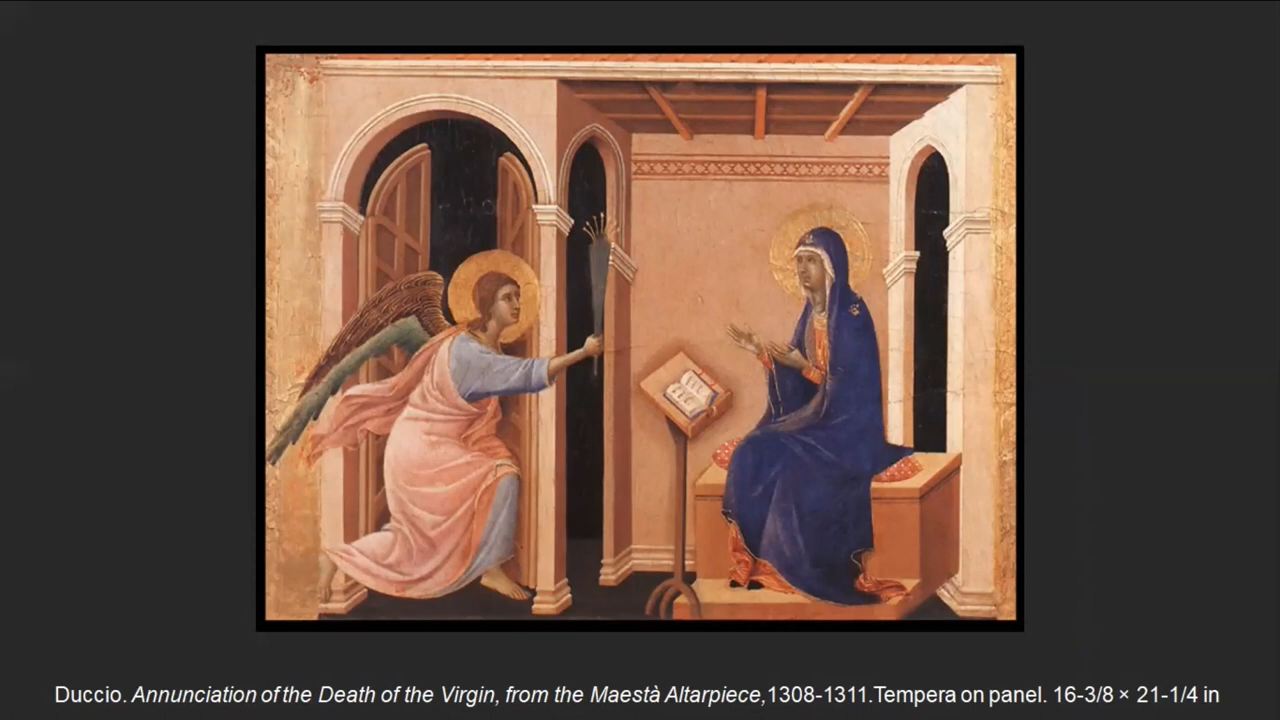 Duccio. Annunciation of the Death of the Virgin, from the Maestà Altarpiece,1308-1311.Tempera on panel. 16-3/8 × 21-1/4 in